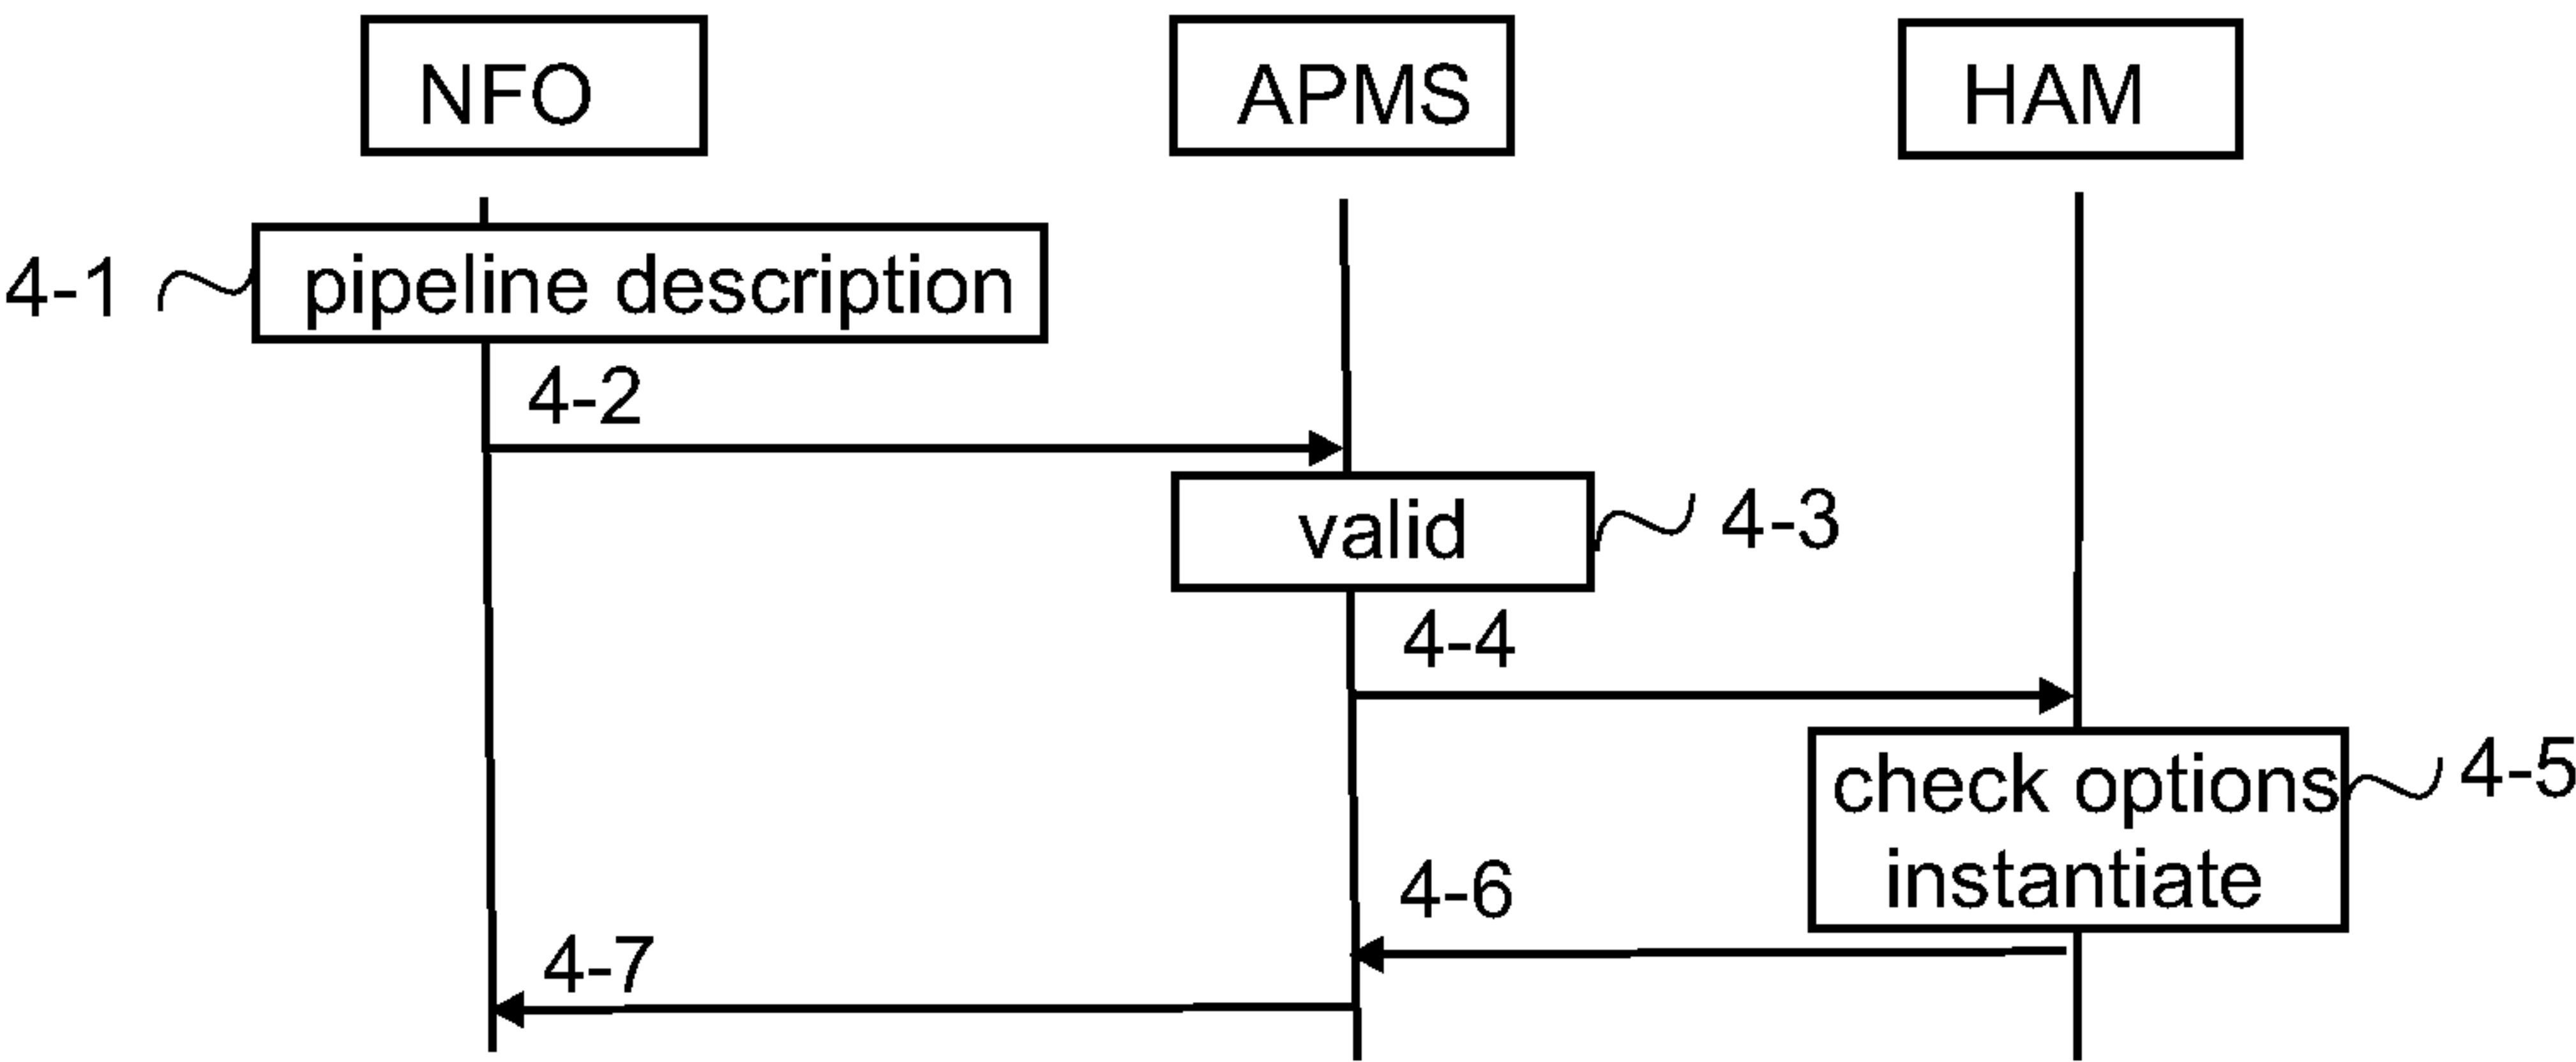 NFO
APMS
HAM
4-1
pipeline description
4-2
valid
4-3
4-4
check options
instantiate
4-5
4-6
4-7